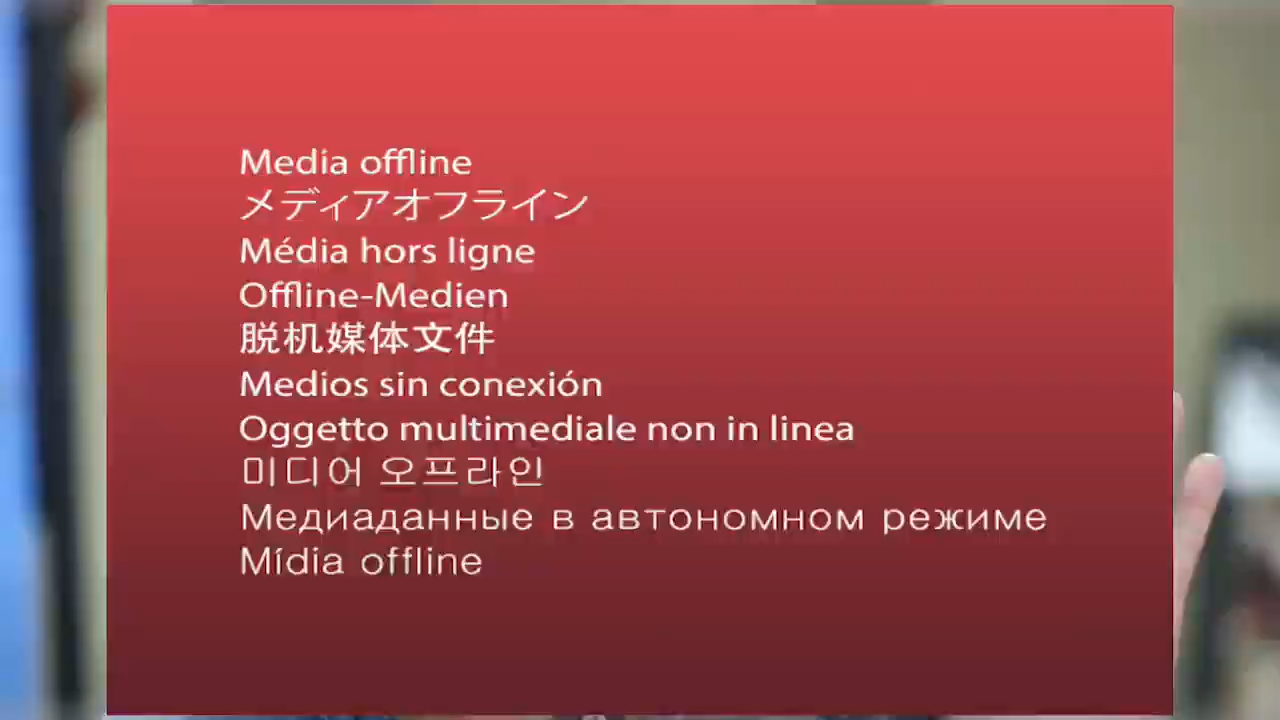 Media offline
メディアオフライン
Média hors ligne
Offline-Medien
脱机媒体文件
Medios sin conexión
Oggetto multimediale non in linea
미디어 오프라인
Медиаданные в автономном режиме
Mídia offline